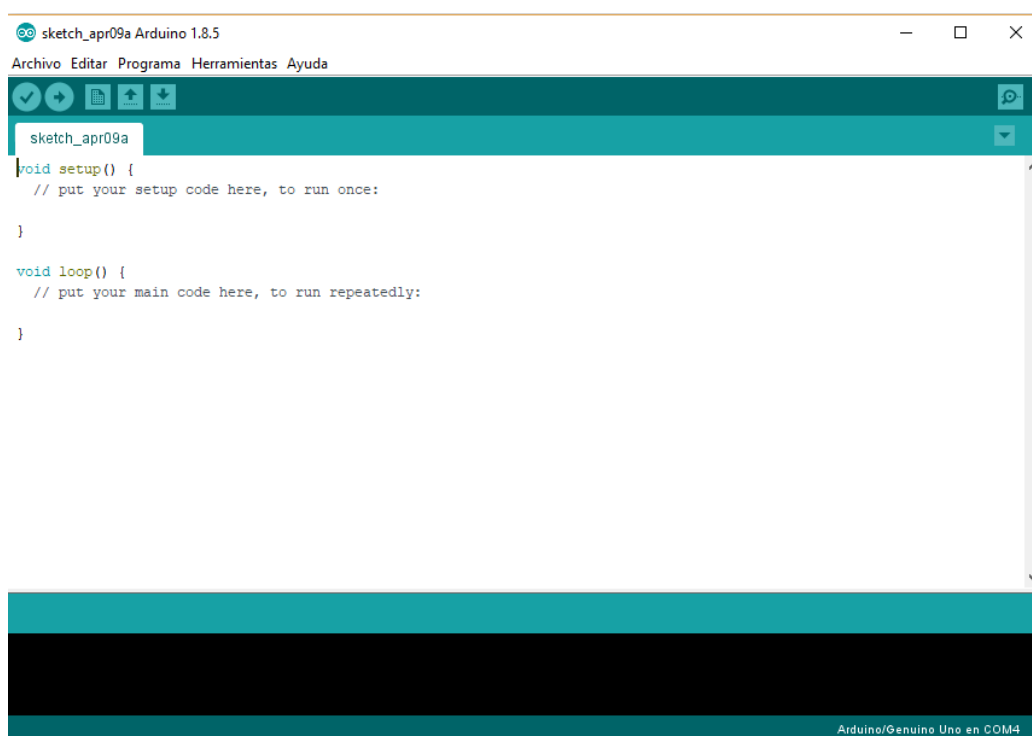 sketch_apr09a Arduino 1.8.5
Archivo Editar Programa Herramientas Ayuda
sketch_apr09a
void setup() {
  // put your setup code here, to run once:
}
void loop() {
  // put your main code here, to run repeatedly:
}
Arduino/Genuino Uno en COM4